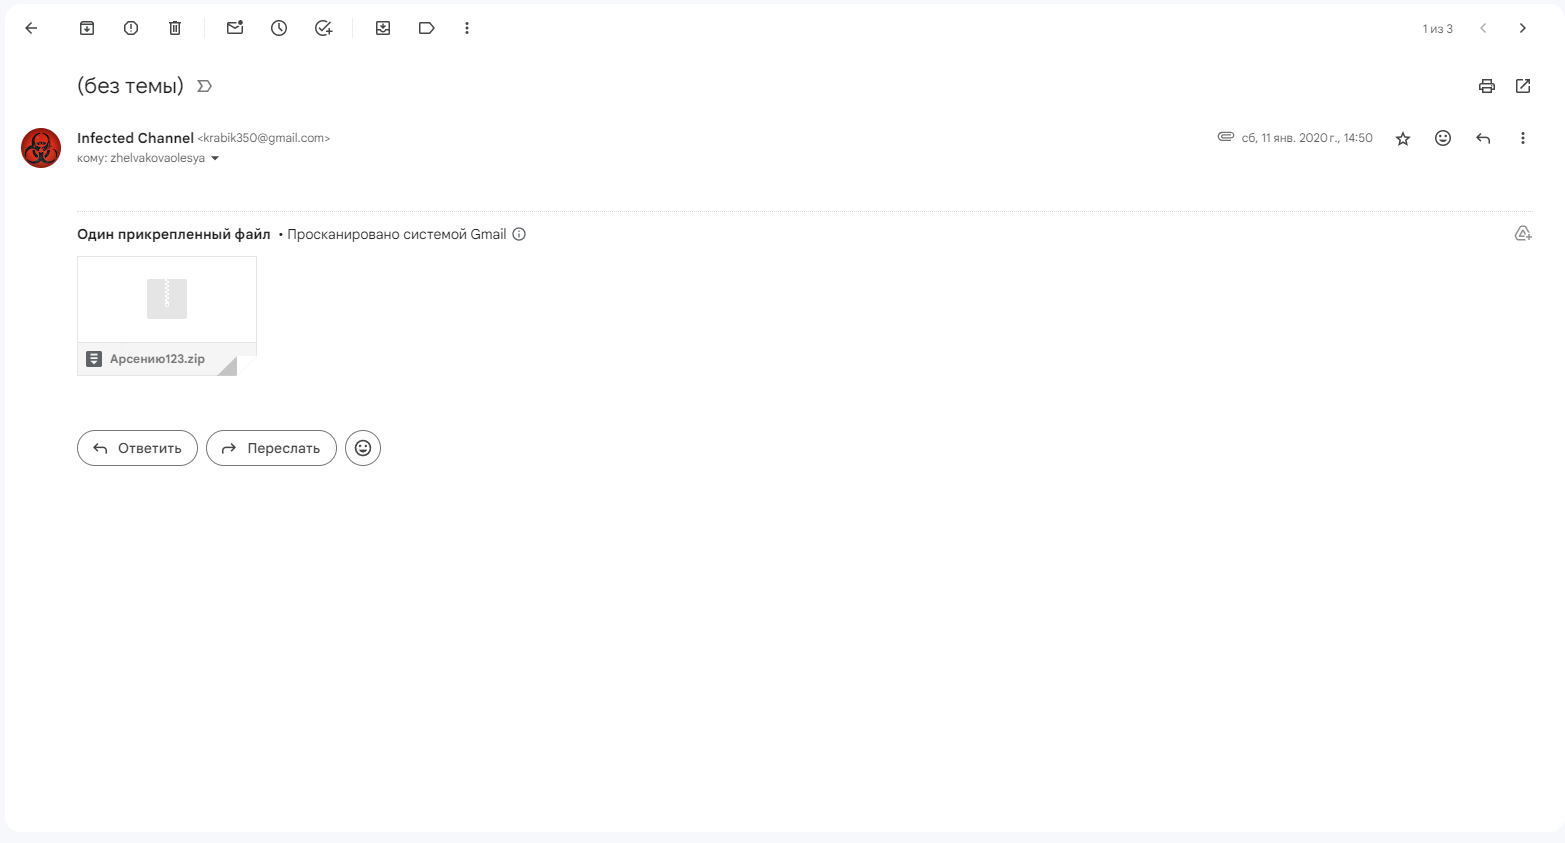 1 из 3
(без темы)
Infected Channel <krabik350@gmail.com>
сб, 11 янв. 2020 г., 14:50
кому: zhelvakovaolesya
Один прикрепленный файл • Просканировано системой Gmail
Арсению123.zip
Ответить
Переслать